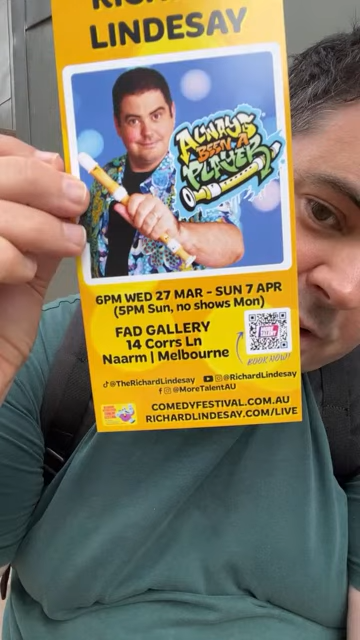 LINDESAY
ALWAYS
BEEN A
PLAYER
6PM WED 27 MAR - SUN 7 APR
(5PM Sun, no shows Mon)
FAD GALLERY
14 Corrs Ln
Naarm | Melbourne
BOOK NOW!
@TheRichardLindesay @RichardLindesay
@MoreTalentAU
COMEDYFESTIVAL.COM.AU
RICHARDLINDESAY.COM/LIVE